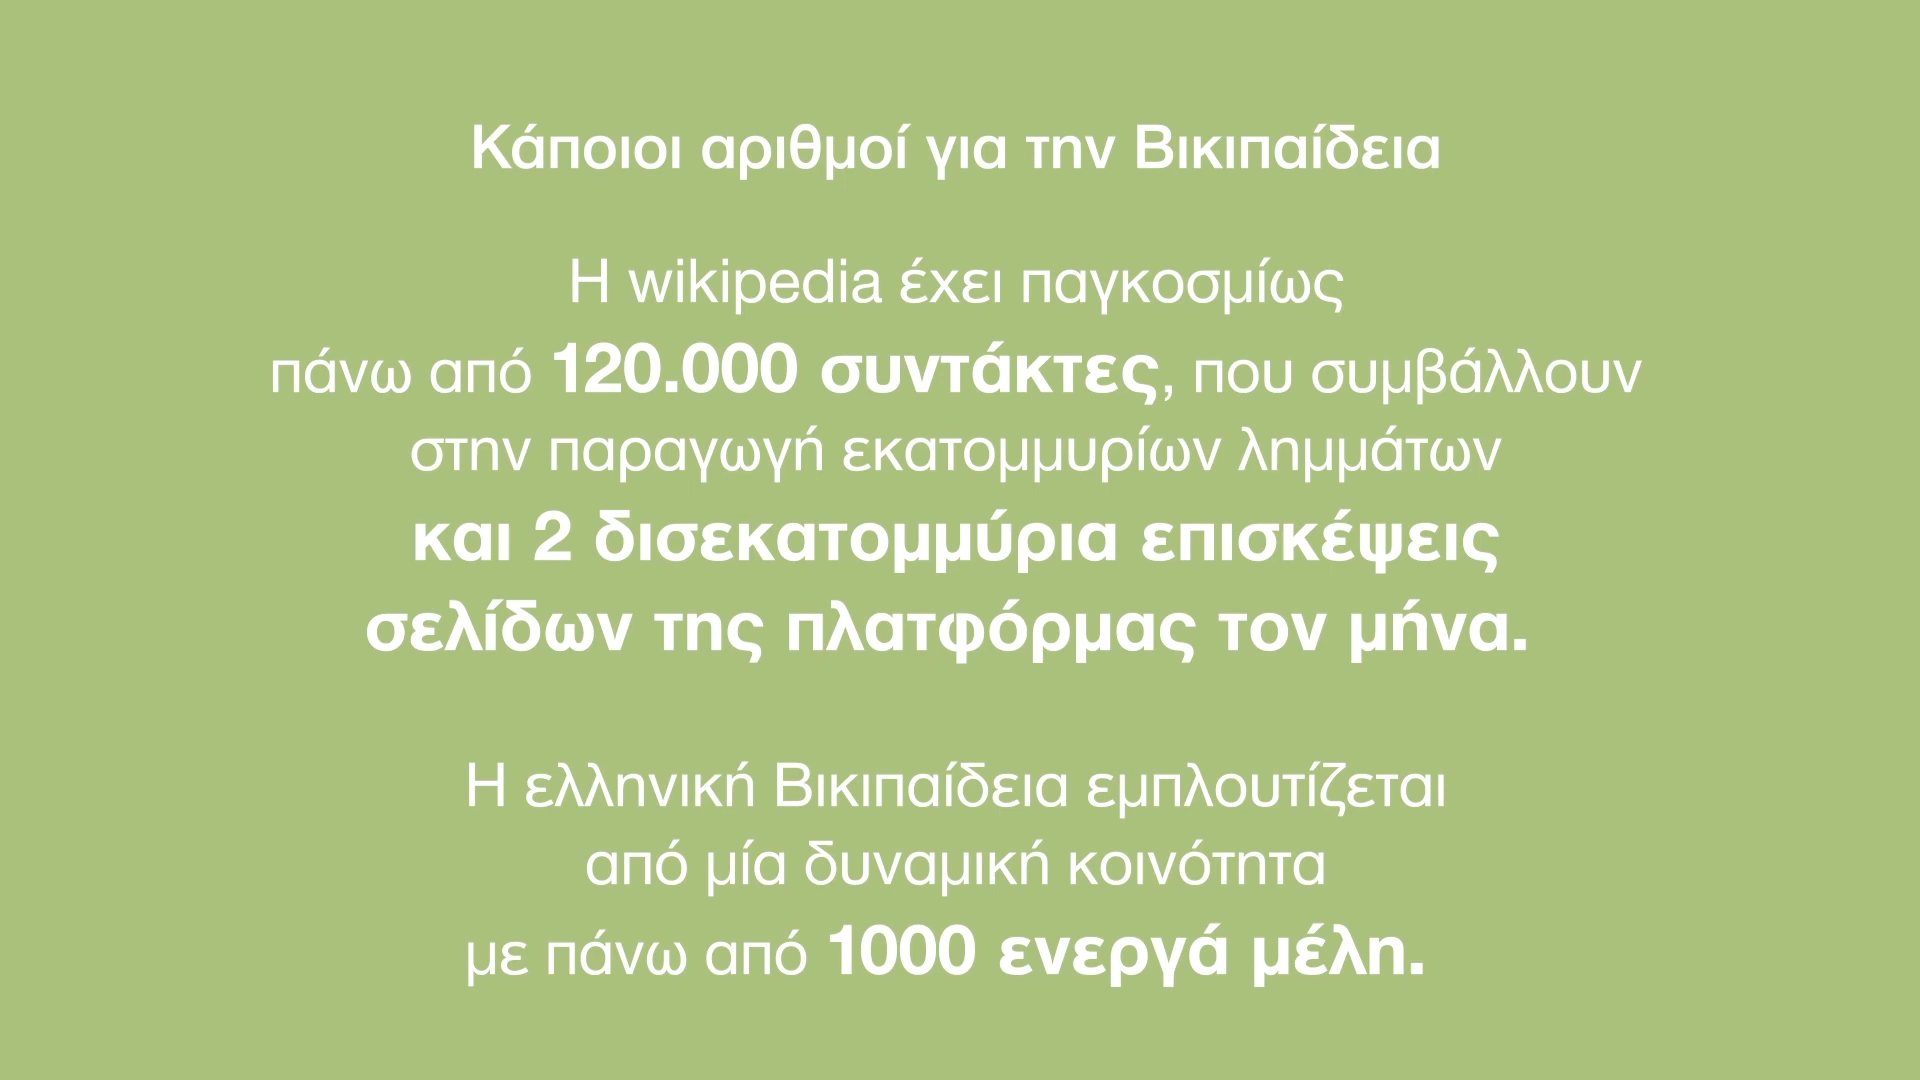 Κάποιοι αριθμοί για την Βικιπαίδεια
Η wikipedia έχει παγκοσμίως
πάνω από 120.000 συντάκτες, που συμβάλλουν
στην παραγωγή εκατομμυρίων λημμάτων
και 2 δισεκατομμύρια επισκέψεις
σελίδων της πλατφόρμας τον μήνα.
Η ελληνική Βικιπαίδεια εμπλουτίζεται
από μία δυναμική κοινότητα
με πάνω από 1000 ενεργά μέλη.